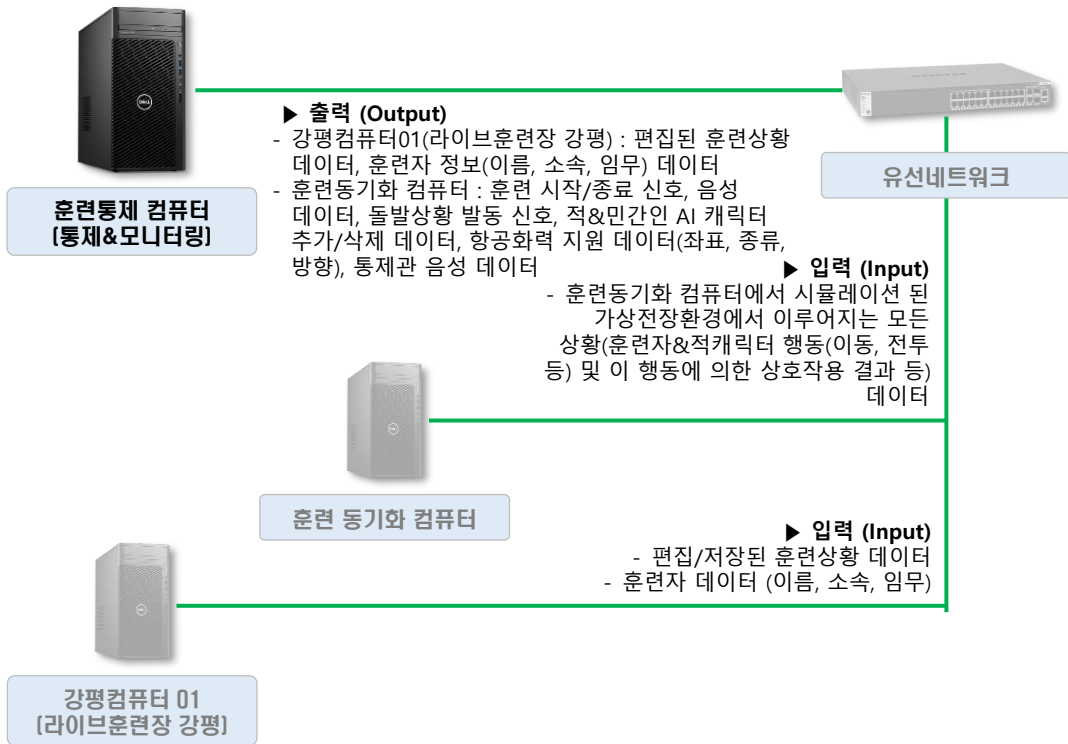 ▶ 출력 (Output)
- 강평컴퓨터01(라이브훈련장 강평) : 편집된 훈련상황
데이터, 훈련자 정보(이름, 소속, 임무) 데이터
- 훈련동기화 컴퓨터 : 훈련 시작/종료 신호, 음성
데이터, 돌발상황 발동 신호, 적&민간인 AI 캐릭터
추가/삭제 데이터, 항공화력 지원 데이터(좌표, 종류,
방향), 통제관 음성 데이터
훈련통제 컴퓨터
(통제&모니터링)
유선네트워크
▶ 입력 (Input)
- 훈련동기화 컴퓨터에서 시뮬레이션 된
가상전장환경에서 이루어지는 모든
상황(훈련자&적캐릭터 행동(이동, 전투
등) 및 이 행동에 의한 상호작용 결과 등)
데이터
훈련 동기화 컴퓨터
▶ 입력 (Input)
- 편집/저장된 훈련상황 데이터
- 훈련자 데이터 (이름, 소속, 임무)
강평컴퓨터 01
(라이브훈련장 강평)